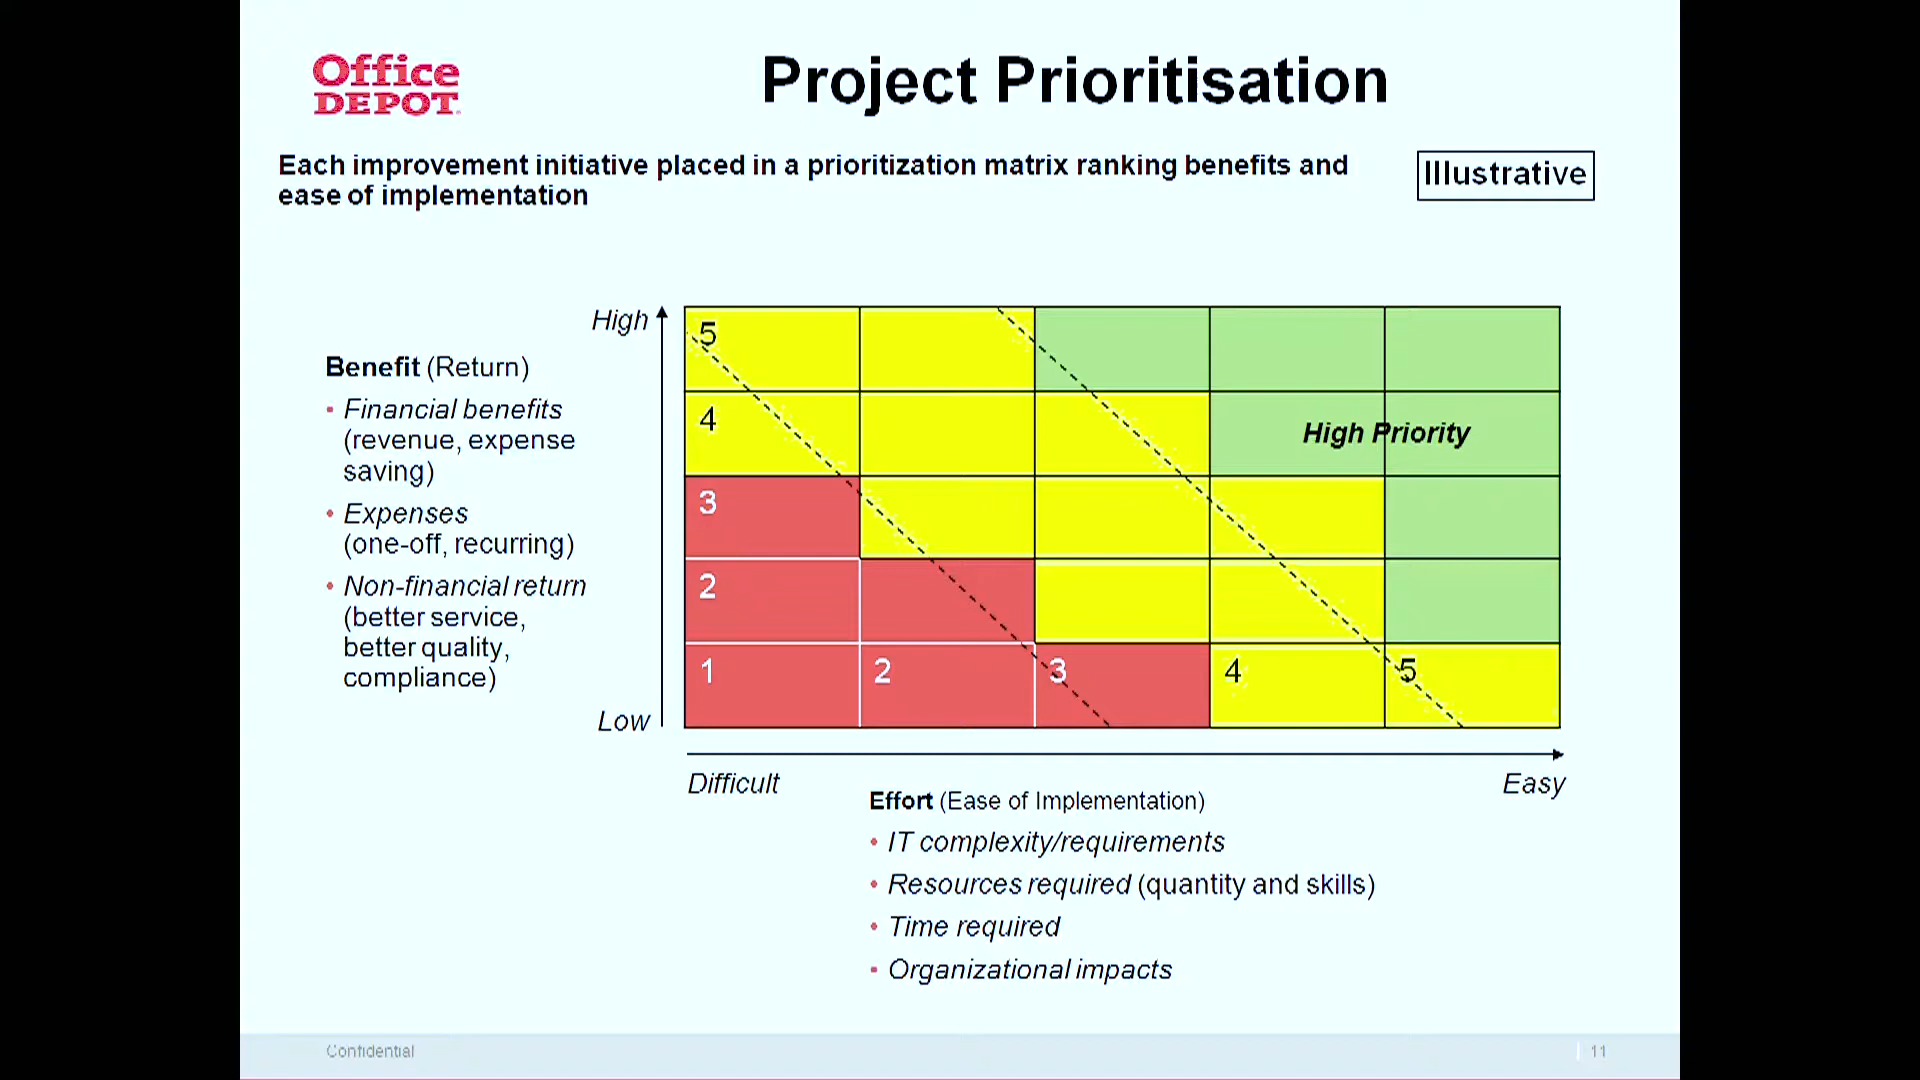 Office
DEPOT
Project Prioritisation
Each improvement initiative placed in a prioritization matrix ranking benefits and
ease of implementation
Illustrative
High
Benefit (Return)
• Financial benefits
(revenue, expense
saving)
• Expenses
(one-off, recurring)
• Non-financial return
(better service,
better quality,
compliance)
Low
5
4
High Priority
3
2
1 2 3 4 5
Difficult
Easy
Effort (Ease of Implementation)
• IT complexity/requirements
• Resources required (quantity and skills)
• Time required
• Organizational impacts
Confidential
11